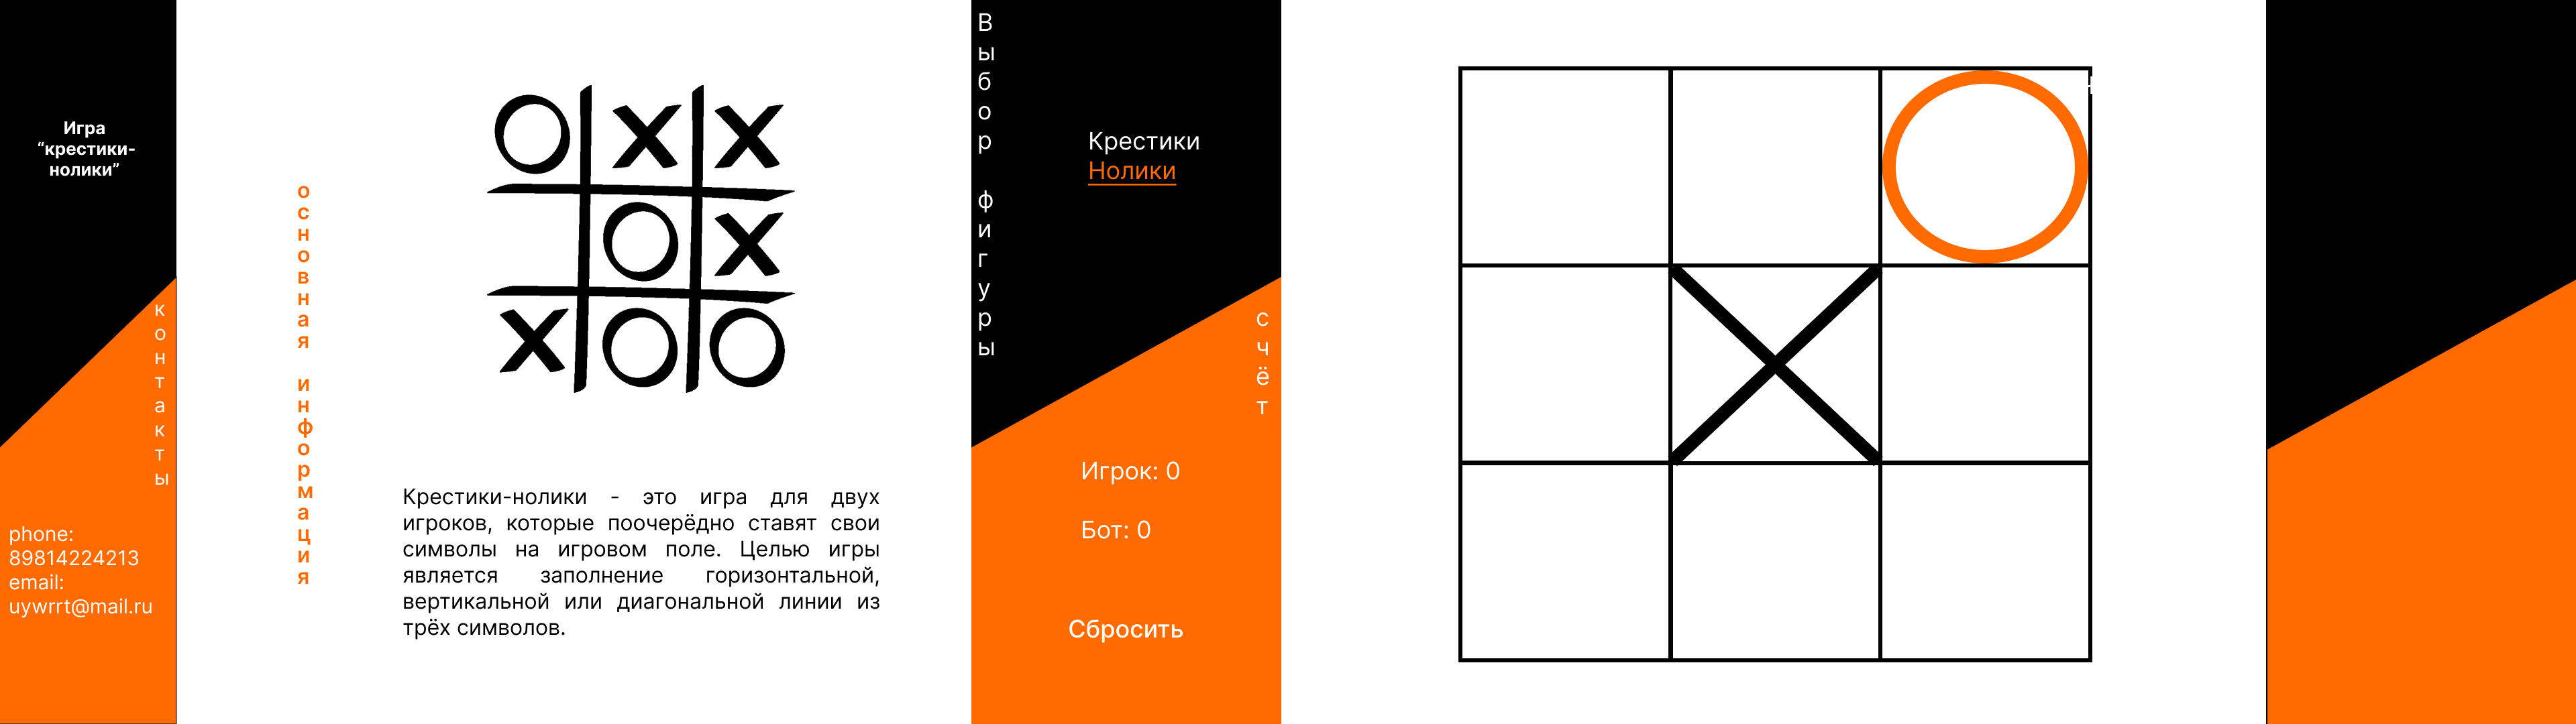 Игра
“крестики-
нолики”
контакты
phone:
89814224213
email:
uywrrt@mail.ru
основная информация
Крестики-нолики - это игра для двух
игроков, которые поочерёдно ставят свои
символы на игровом поле. Целью игры
является заполнение горизонтальной,
вертикальной или диагональной линии из
трёх символов.
Выбор фигуры
Крестики
Нолики
счёт
Игрок: 0
Бот: 0
Сбросить